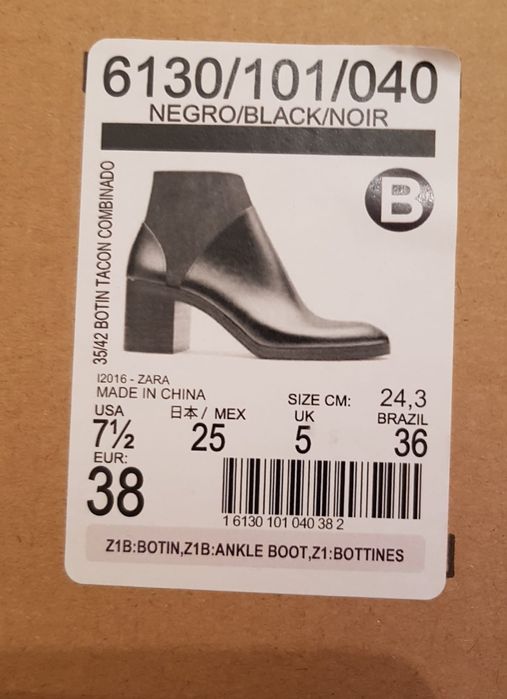 6130/101/040
NEGRO/BLACK/NOIR
B
35/42 BOTIN TACON COMBINADO
I2016 - ZARA
MADE IN CHINA
SIZE CM: 24,3
USA 日本/ MEX UK BRAZIL
7½ 25 5 36
EUR:
38
1 6130 101 040 38 2
Z1B:BOTIN,Z1B:ANKLE BOOT,Z1:BOTTINES